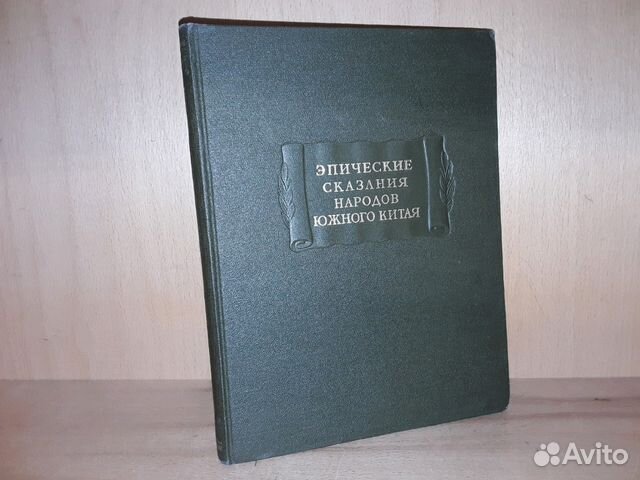 ЭПИЧЕСКИЕ
СКАЗАНИЯ
НАРОДОВ
ЮЖНОГО КИТАЯ
Avito